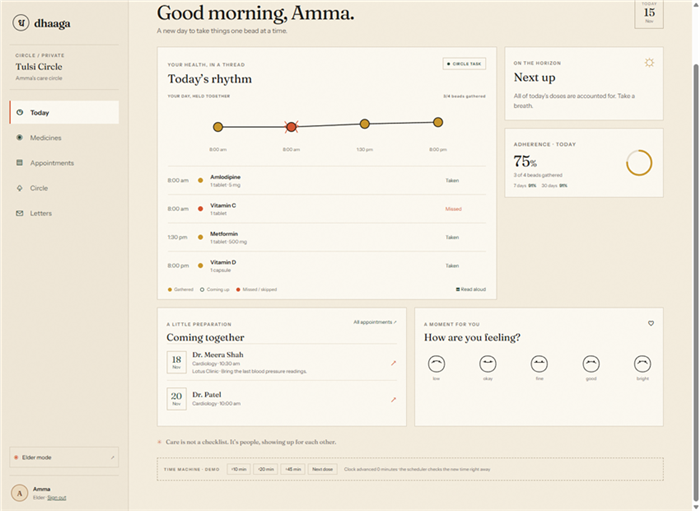 dhaaga
CIRCLE / PRIVATE
Tulsi Circle
Amma's care circle
Today
Medicines
Appointments
Circle
Letters
Elder mode
A
Amma
Elder · Sign out
Good morning, Amma.
A new day to take things one bead at a time.
TODAY
15
Nov
YOUR HEALTH, IN A THREAD
Today's rhythm
CIRCLE TASK
YOUR DAY, HELD TOGETHER
3/4 beads gathered
8:00 am
8:00 am
1:30 pm
8:00 pm
8:00 am
Amlodipine
1 tablet · 5 mg
Taken
8:00 am
Vitamin C
1 tablet
Missed
1:30 pm
Metformin
1 tablet · 500 mg
Taken
8:00 pm
Vitamin D
1 capsule
Taken
Gathered
Coming up
Missed / skipped
Read aloud
ON THE HORIZON
Next up
All of today's doses are accounted for. Take a
breath.
ADHERENCE · TODAY
75%
3 of 4 beads gathered
7 days 91%
30 days 91%
A LITTLE PREPARATION
All appointments
Coming together
18
Nov
Dr. Meera Shah
Cardiology · 10:30 am
Lotus Clinic · Bring the last blood pressure readings.
20
Nov
Dr. Patel
Cardiology · 10:00 am
A MOMENT FOR YOU
How are you feeling?
low
okay
fine
good
bright
Care is not a checklist. It's people, showing up for each other.
TIME MACHINE · DEMO
+10 min
+20 min
+45 min
Next dose
Clock advanced 0 minutes: the scheduler checks the new time right away